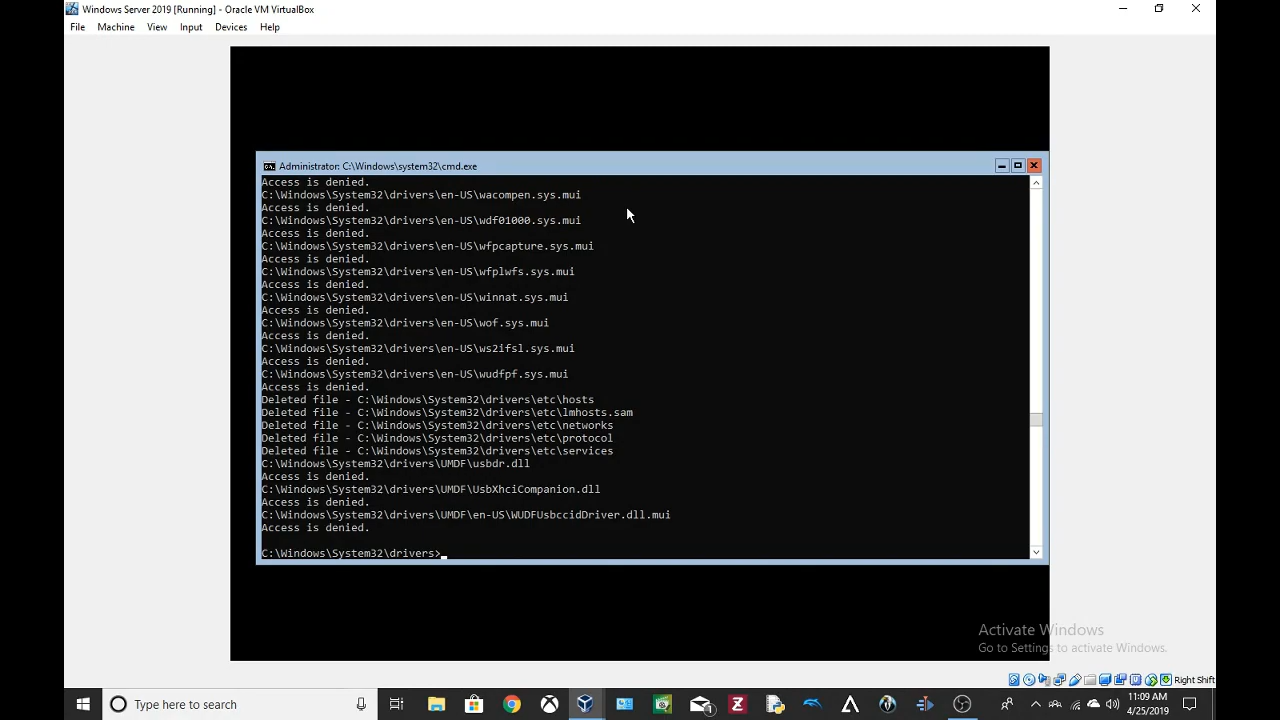 Windows Server 2019 [Running] - Oracle VM VirtualBox
File Machine View Input Devices Help
Administrator: C:\Windows\system32\cmd.exe
Access is denied.
C:\Windows\System32\drivers\en-US\wacompen.sys.mui
Access is denied.
C:\Windows\System32\drivers\en-US\wdf01000.sys.mui
Access is denied.
C:\Windows\System32\drivers\en-US\wfpcapture.sys.mui
Access is denied.
C:\Windows\System32\drivers\en-US\wfplwfs.sys.mui
Access is denied.
C:\Windows\System32\drivers\en-US\winnat.sys.mui
Access is denied.
C:\Windows\System32\drivers\en-US\wof.sys.mui
Access is denied.
C:\Windows\System32\drivers\en-US\ws2ifsl.sys.mui
Access is denied.
C:\Windows\System32\drivers\en-US\wudfpf.sys.mui
Access is denied.
Deleted file - C:\Windows\System32\drivers\etc\hosts
Deleted file - C:\Windows\System32\drivers\etc\lmhosts.sam
Deleted file - C:\Windows\System32\drivers\etc\networks
Deleted file - C:\Windows\System32\drivers\etc\protocol
Deleted file - C:\Windows\System32\drivers\etc\services
C:\Windows\System32\drivers\UMDF\usbdr.dll
Access is denied.
C:\Windows\System32\drivers\UMDF\UsbXhciCompanion.dll
Access is denied.
C:\Windows\System32\drivers\UMDF\en-US\WUDFUsbccidDriver.dll.mui
Access is denied.
C:\Windows\System32\drivers>
Activate Windows
Go to Settings to activate Windows.
Right Shift
Type here to search
11:09 AM
4/25/2019